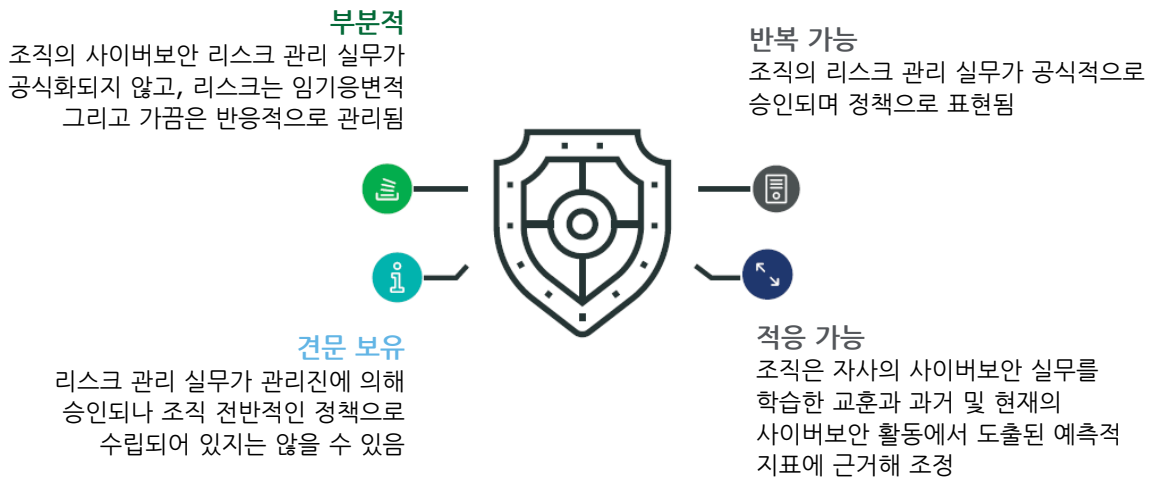 부분적
조직의 사이버보안 리스크 관리 실무가
공식화되지 않고, 리스크는 임기응변적
그리고 가끔은 반응적으로 관리됨
반복 가능
조직의 리스크 관리 실무가 공식적으로
승인되며 정책으로 표현됨
견문 보유
리스크 관리 실무가 관리진에 의해
승인되나 조직 전반적인 정책으로
수립되어 있지는 않을 수 있음
적응 가능
조직은 자사의 사이버보안 실무를
학습한 교훈과 과거 및 현재의
사이버보안 활동에서 도출된 예측적
지표에 근거해 조정